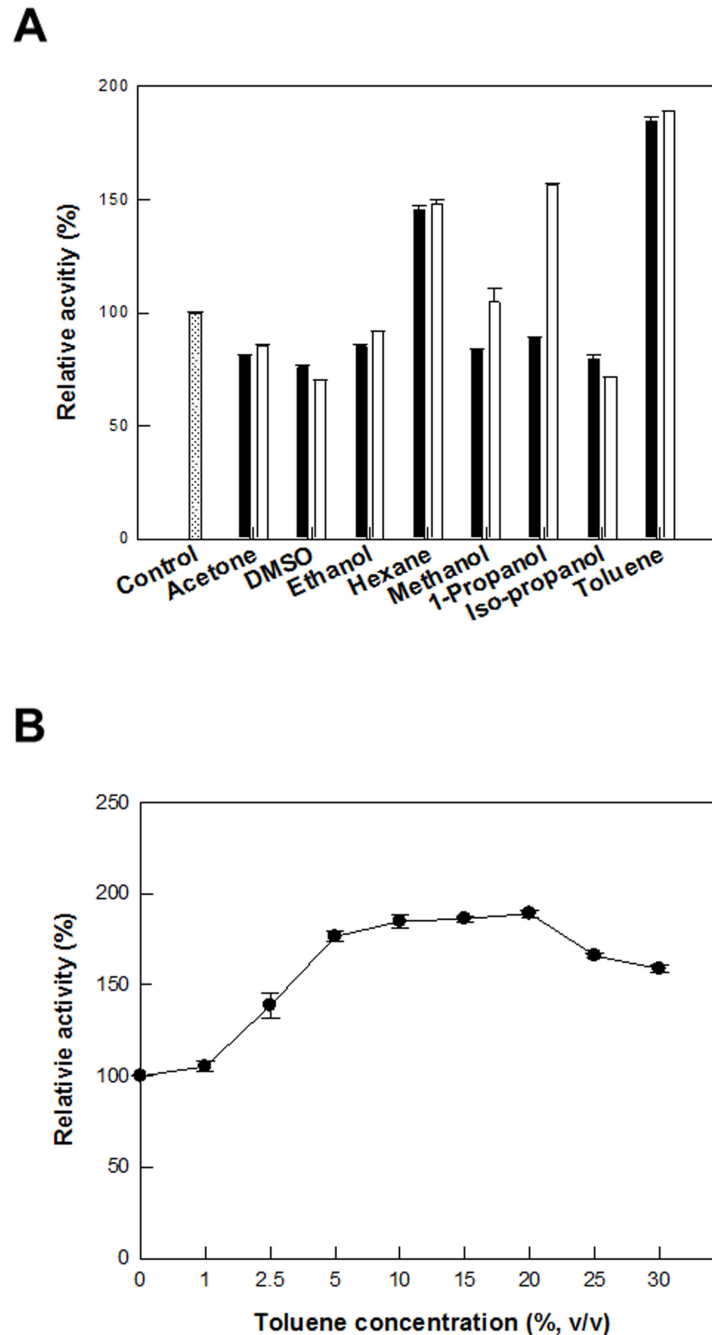 A
200
150
100
50
0
Relative acvitiy (%)
Control
Acetone
DMSO
Ethanol
Hexane
Methanol
1-Propanol
Iso-propanol
Toluene
B
250
200
150
100
50
0
Relativie activity (%)
0 1 2.5 5 10 15 20 25 30
Toluene concentration (%, v/v)